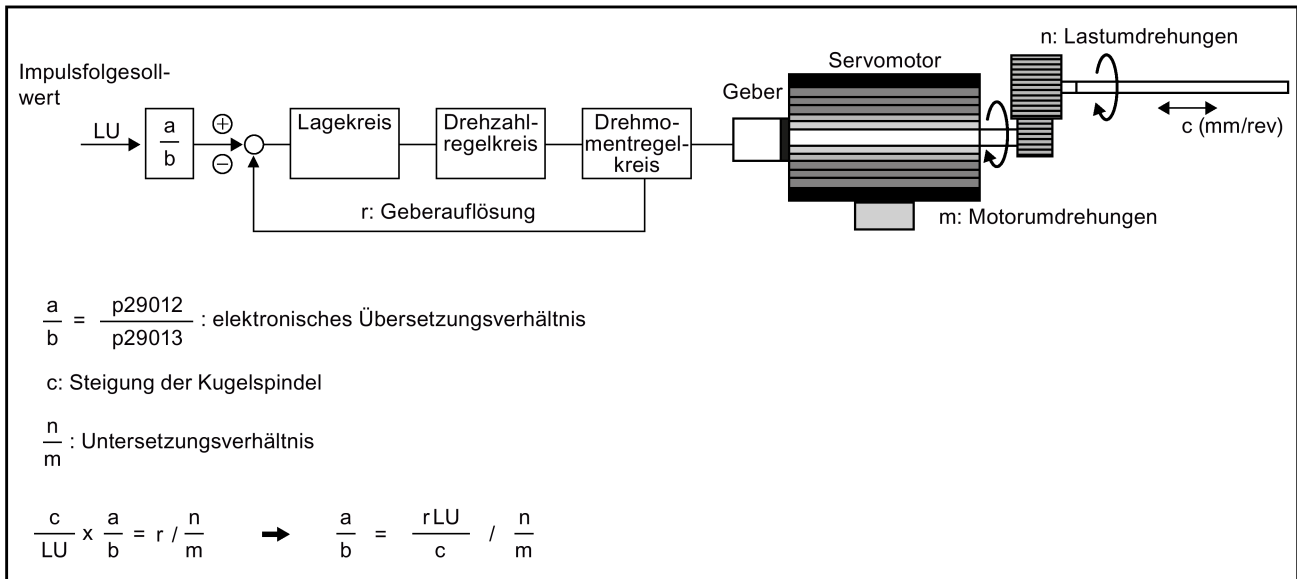 Impulsfolgesoll-
wert
LU
a
b
+
−
Lagekreis
Drehzahl-
regelkreis
Drehmo-
mentregel-
kreis
r: Geberauflösung
Geber
Servomotor
m: Motorumdrehungen
n: Lastumdrehungen
c (mm/rev)
a/b = p29012/p29013 : elektronisches Übersetzungsverhältnis
c: Steigung der Kugelspindel
n/m : Untersetzungsverhältnis
c/LU x a/b = r / n/m ➡ a/b = r LU/c / n/m